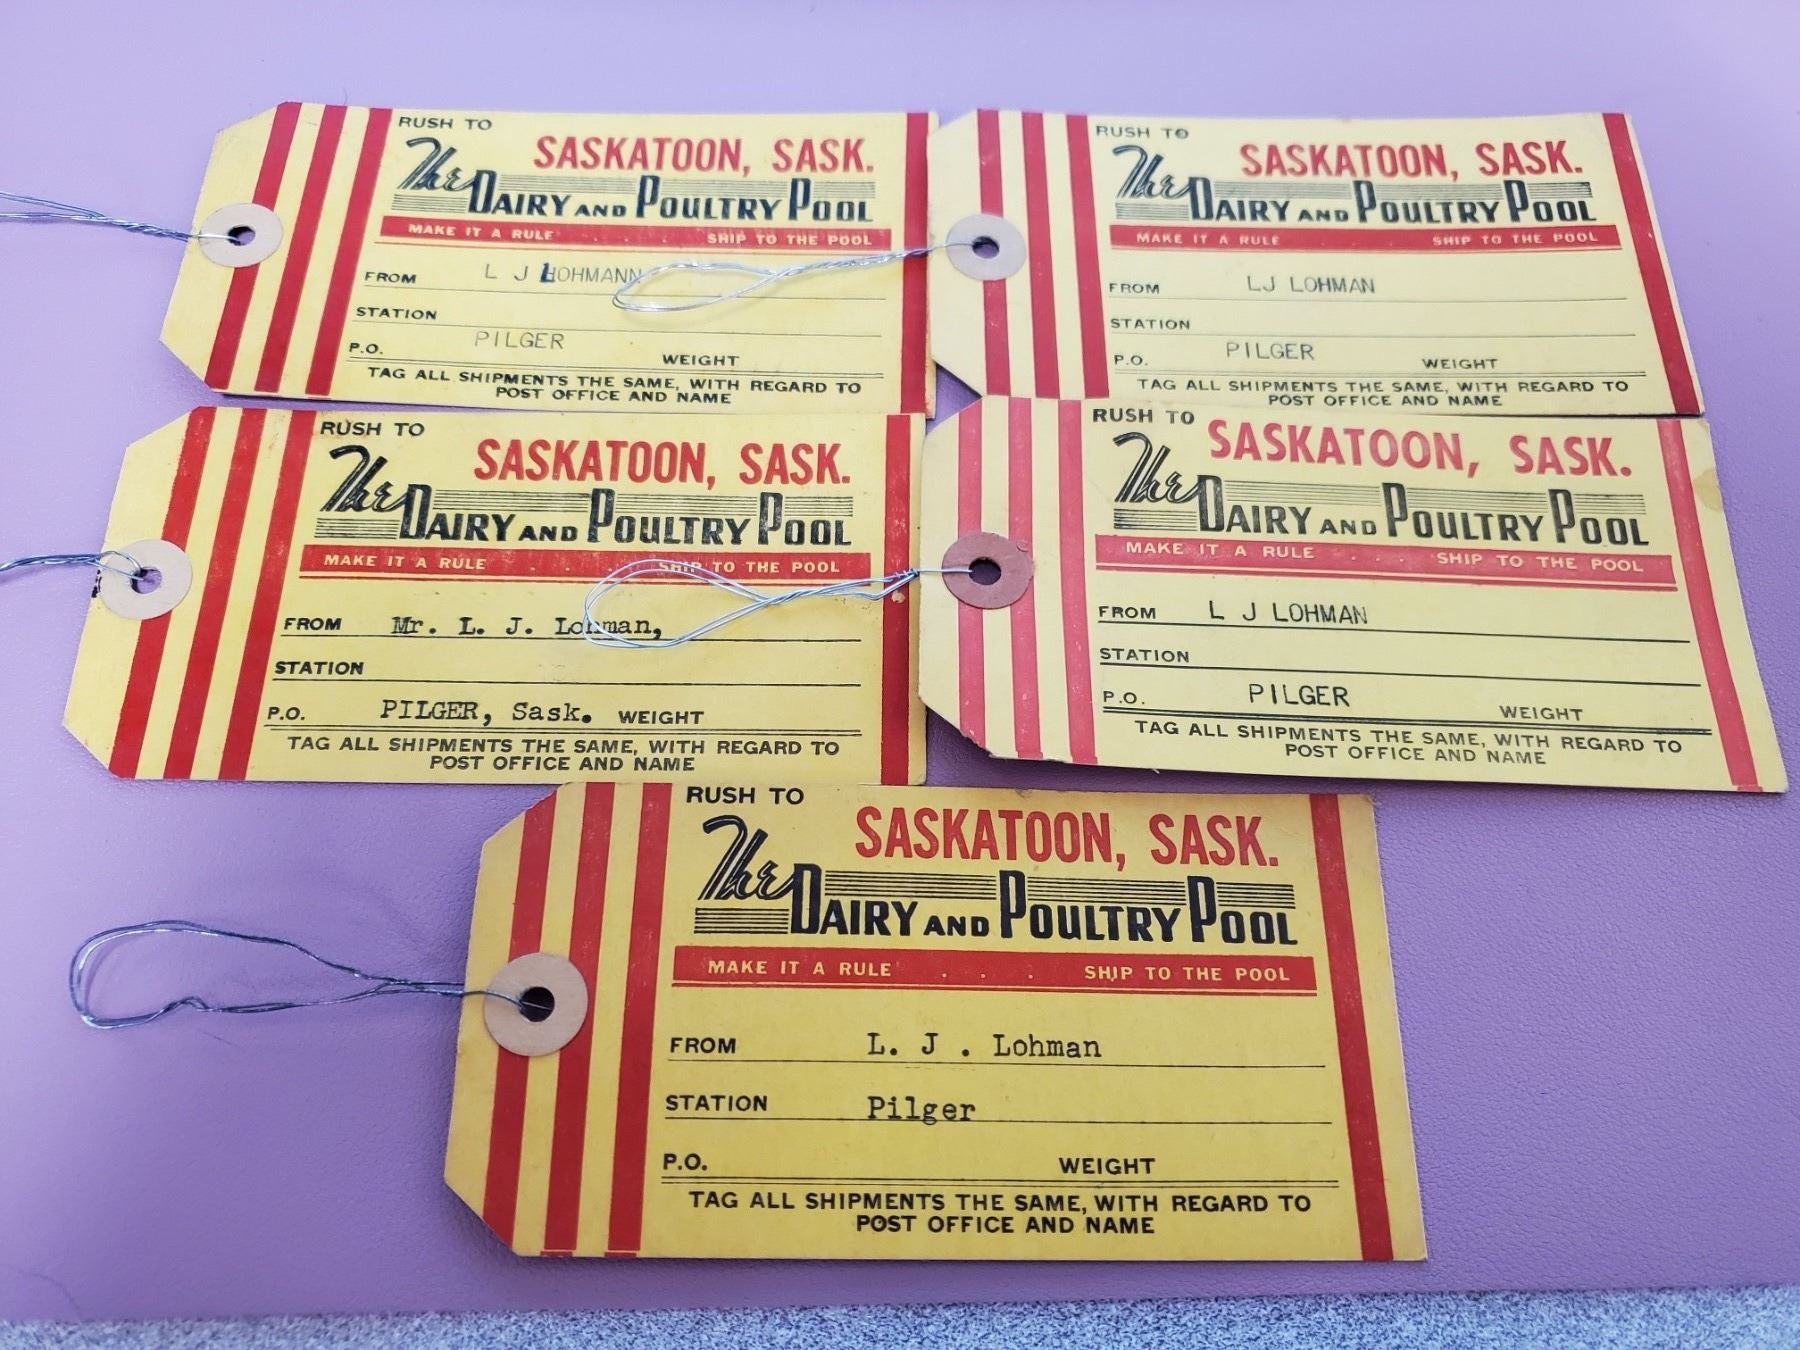 RUSH TO
SASKATOON, SASK.
The DAIRY AND POULTRY POOL
MAKE IT A RULE . . . . SHIP TO THE POOL
FROM L J LOHMANN
STATION
P.O. PILGER WEIGHT
TAG ALL SHIPMENTS THE SAME, WITH REGARD TO
POST OFFICE AND NAME
RUSH TO
SASKATOON, SASK.
The DAIRY AND POULTRY POOL
MAKE IT A RULE SHIP TO THE POOL
FROM LJ LOHMAN
STATION
P.O. PILGER WEIGHT
TAG ALL SHIPMENTS THE SAME, WITH REGARD TO
POST OFFICE AND NAME
RUSH TO
SASKATOON, SASK.
The DAIRY AND POULTRY POOL
MAKE IT A RULE . . . SHIP TO THE POOL
FROM Mr. L. J. Lohman,
STATION
P.O. PILGER, Sask. WEIGHT
TAG ALL SHIPMENTS THE SAME, WITH REGARD TO
POST OFFICE AND NAME
RUSH TO
SASKATOON, SASK.
The DAIRY AND POULTRY POOL
MAKE IT A RULE . . . SHIP TO THE POOL
FROM L J LOHMAN
STATION
P.O. PILGER WEIGHT
TAG ALL SHIPMENTS THE SAME, WITH REGARD TO
POST OFFICE AND NAME
RUSH TO
SASKATOON, SASK.
The DAIRY AND POULTRY POOL
MAKE IT A RULE . . . SHIP TO THE POOL
FROM L. J . Lohman
STATION Pilger
P.O. WEIGHT
TAG ALL SHIPMENTS THE SAME, WITH REGARD TO
POST OFFICE AND NAME